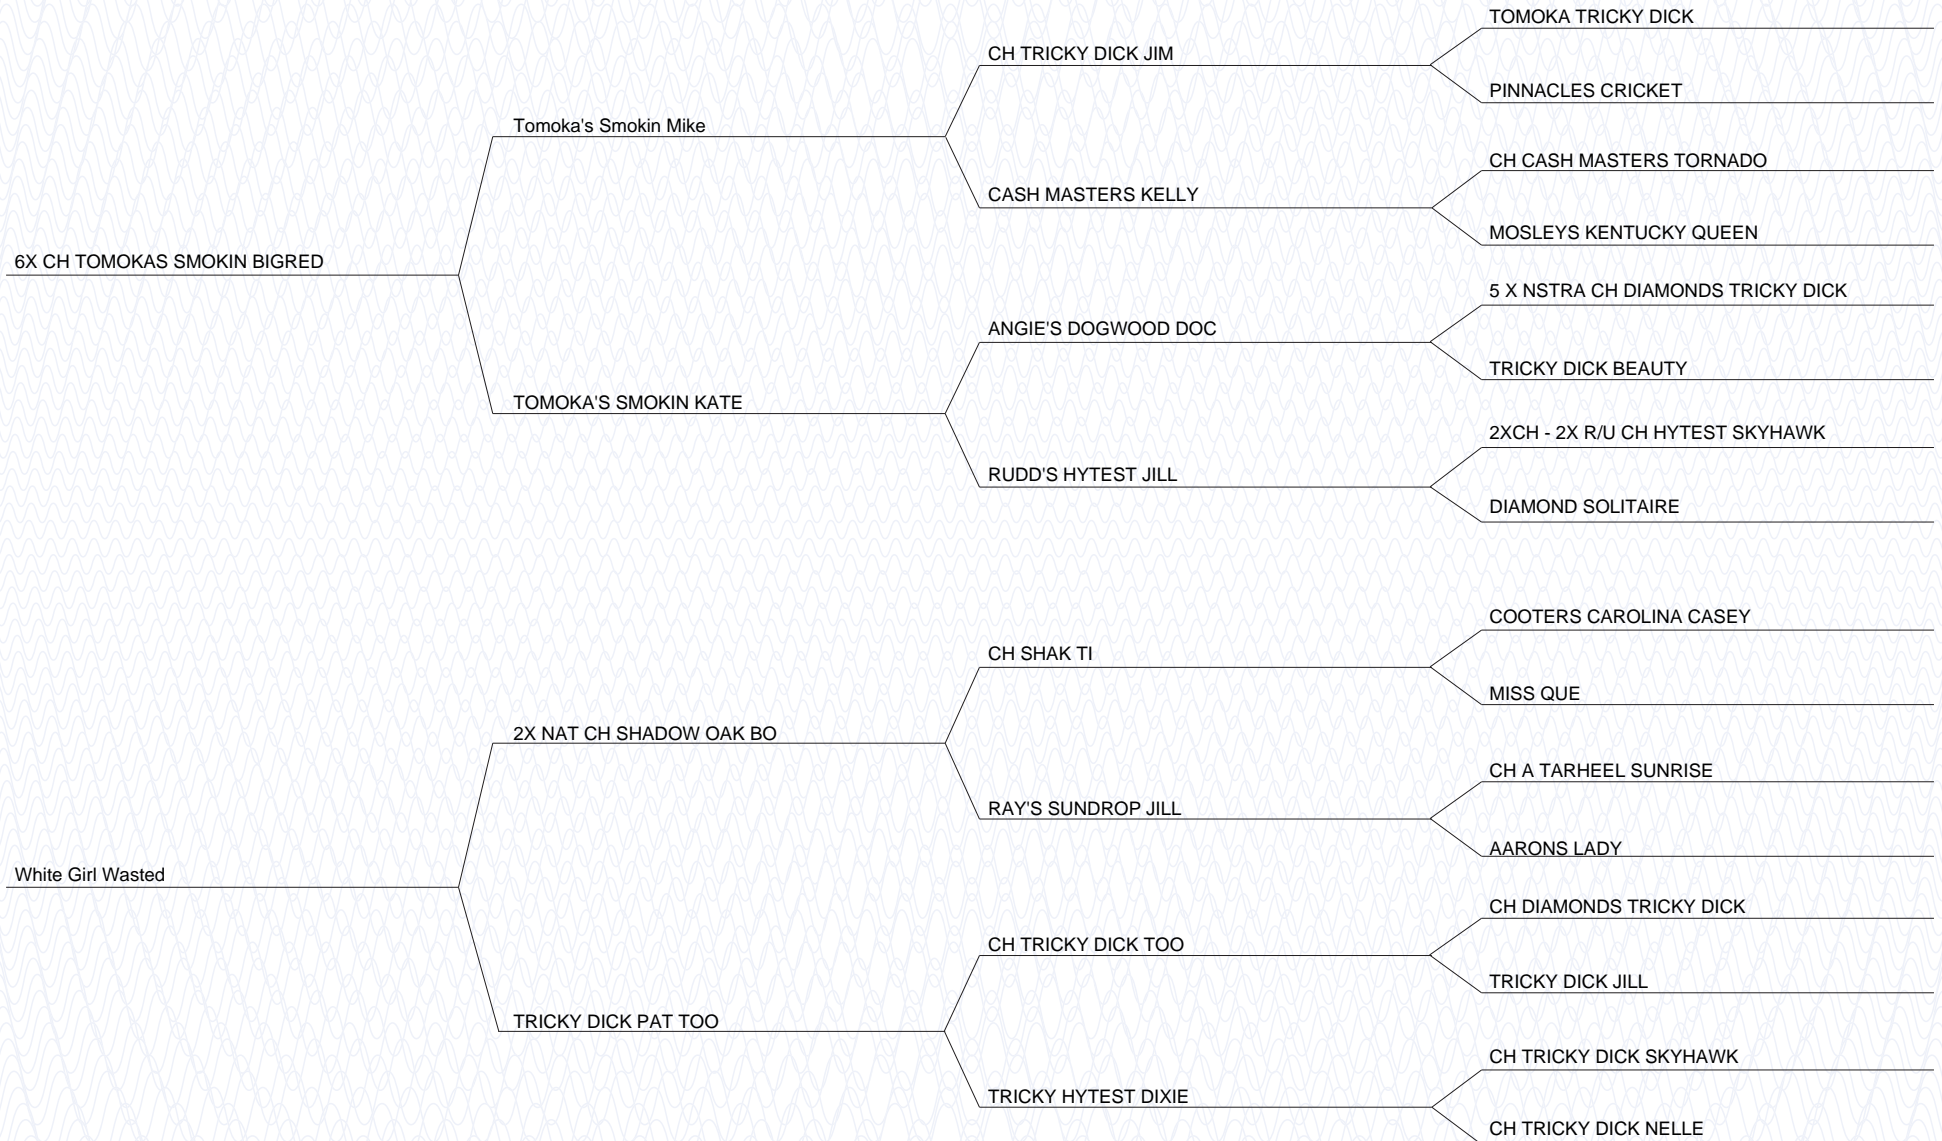 TOMOKA TRICKY DICK
CH TRICKY DICK JIM
PINNACLES CRICKET
Tomoka's Smokin Mike
CH CASH MASTERS TORNADO
CASH MASTERS KELLY
MOSLEYS KENTUCKY QUEEN
6X CH TOMOKAS SMOKIN BIGRED
5 X NSTRA CH DIAMONDS TRICKY DICK
ANGIE'S DOGWOOD DOC
TRICKY DICK BEAUTY
TOMOKA'S SMOKIN KATE
2XCH - 2X R/U CH HYTEST SKYHAWK
RUDD'S HYTEST JILL
DIAMOND SOLITAIRE
COOTERS CAROLINA CASEY
CH SHAK TI
MISS QUE
2X NAT CH SHADOW OAK BO
CH A TARHEEL SUNRISE
RAY'S SUNDROP JILL
AARONS LADY
White Girl Wasted
CH DIAMONDS TRICKY DICK
CH TRICKY DICK TOO
TRICKY DICK JILL
TRICKY DICK PAT TOO
CH TRICKY DICK SKYHAWK
TRICKY HYTEST DIXIE
CH TRICKY DICK NELLE